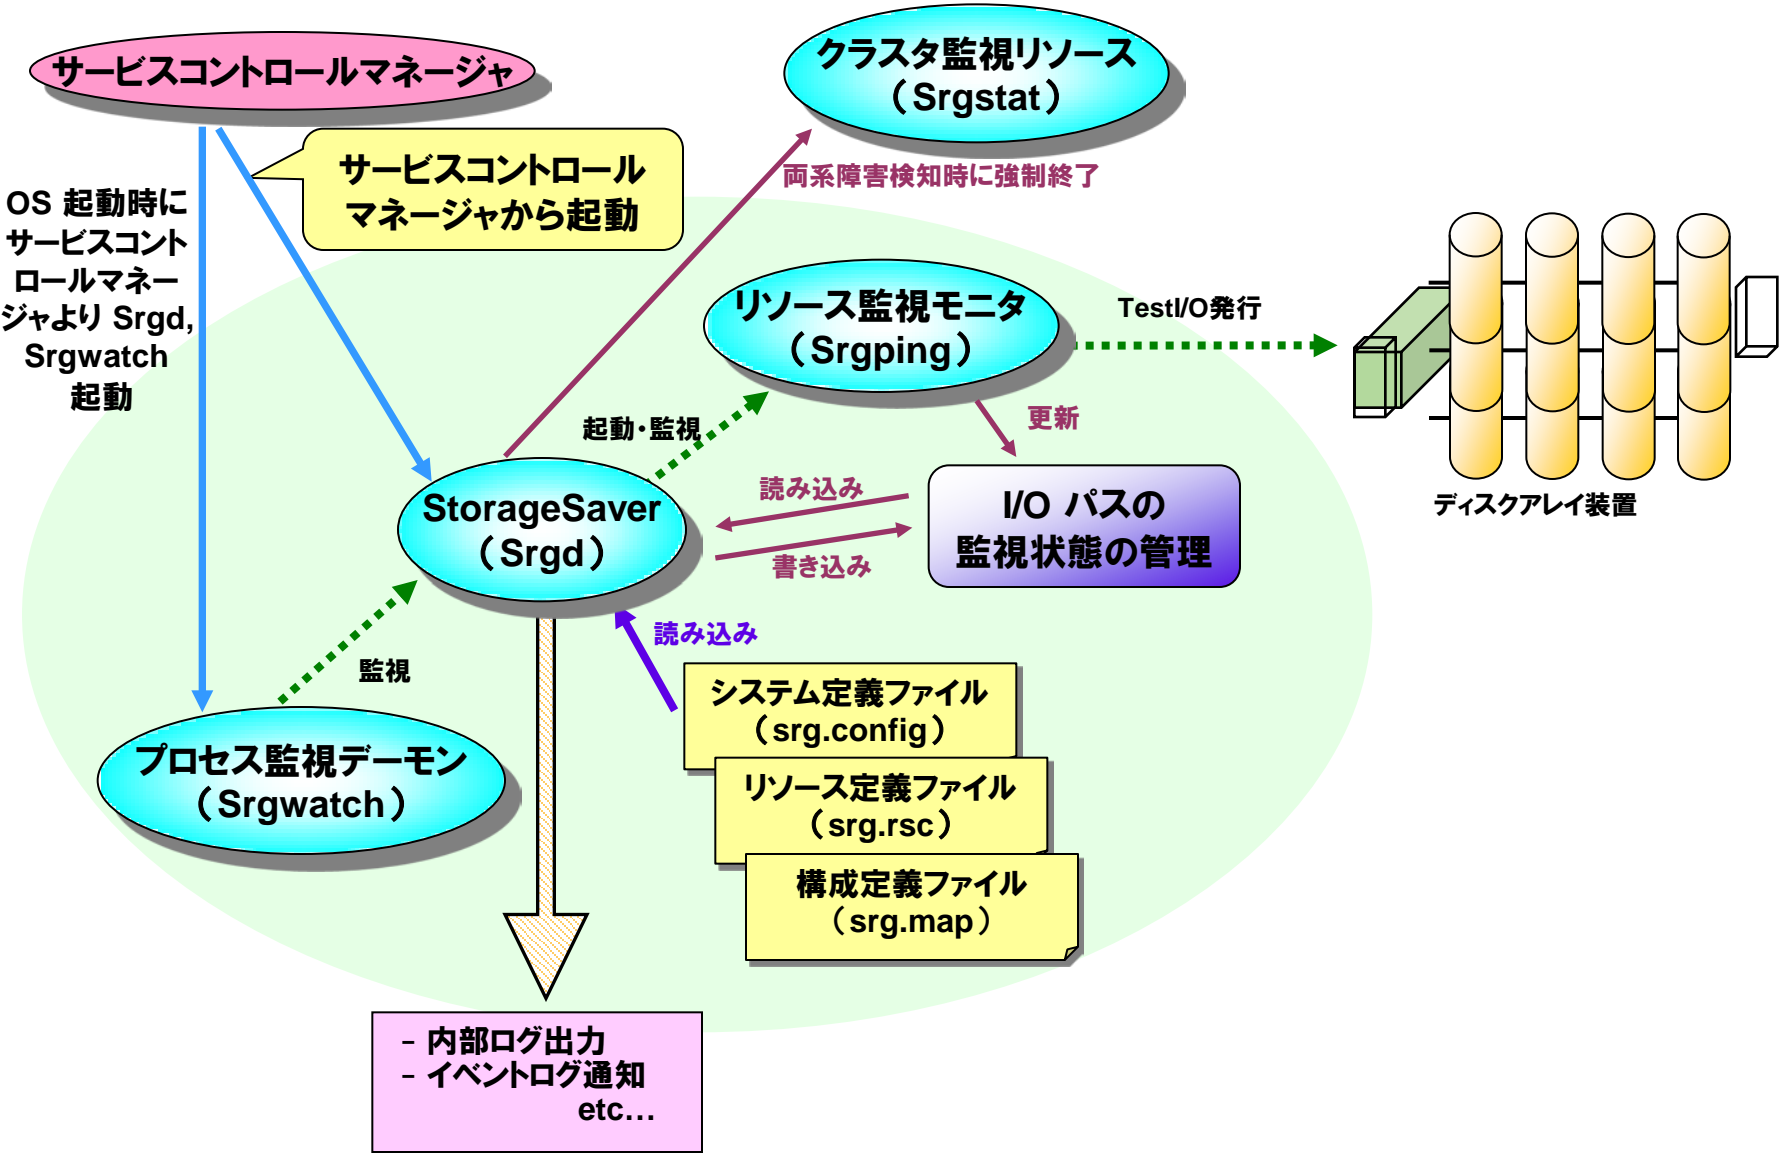 サービスコントロールマネージャ
クラスタ監視リソース
（Srgstat）
サービスコントロール
マネージャから起動
両系障害検知時に強制終了
OS 起動時に
サービスコント
ロールマネー
ジャより Srgd,
Srgwatch
起動
リソース監視モニタ
（Srgping）
TestI/O発行
起動・監視
更新
ディスクアレイ装置
StorageSaver
（Srgd）
読み込み
書き込み
I/O パスの
監視状態の管理
読み込み
監視
システム定義ファイル
（srg.config）
プロセス監視デーモン
（Srgwatch）
リソース定義ファイル
（srg.rsc）
構成定義ファイル
（srg.map）
- 内部ログ出力
- イベントログ通知
etc...